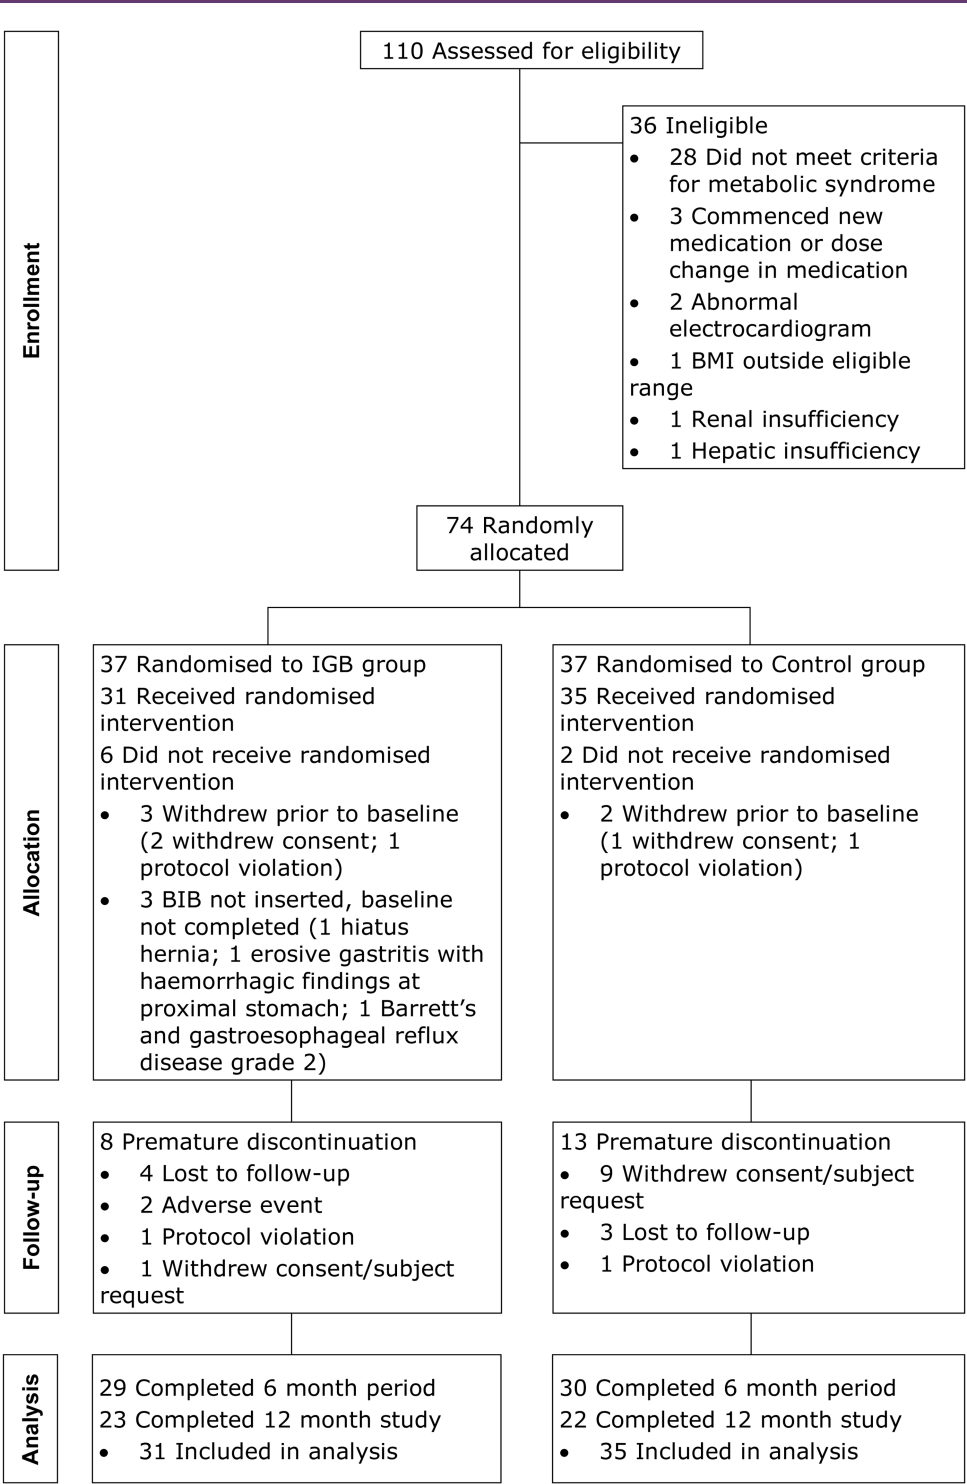 110 Assessed for eligibility
36 Ineligible
• 28 Did not meet criteria
for metabolic syndrome
• 3 Commenced new
medication or dose
change in medication
• 2 Abnormal
electrocardiogram
• 1 BMI outside eligible
range
• 1 Renal insufficiency
• 1 Hepatic insufficiency
Enrollment
74 Randomly
allocated
Allocation
37 Randomised to IGB group
31 Received randomised
intervention
6 Did not receive randomised
intervention
• 3 Withdrew prior to baseline
(2 withdrew consent; 1
protocol violation)
• 3 BIB not inserted, baseline
not completed (1 hiatus
hernia; 1 erosive gastritis with
haemorrhagic findings at
proximal stomach; 1 Barrett’s
and gastroesophageal reflux
disease grade 2)
37 Randomised to Control group
35 Received randomised
intervention
2 Did not receive randomised
intervention
• 2 Withdrew prior to baseline
(1 withdrew consent; 1
protocol violation)
Follow-up
8 Premature discontinuation
• 4 Lost to follow-up
• 2 Adverse event
• 1 Protocol violation
• 1 Withdrew consent/subject
request
13 Premature discontinuation
• 9 Withdrew consent/subject
request
• 3 Lost to follow-up
• 1 Protocol violation
Analysis
29 Completed 6 month period
23 Completed 12 month study
• 31 Included in analysis
30 Completed 6 month period
22 Completed 12 month study
• 35 Included in analysis